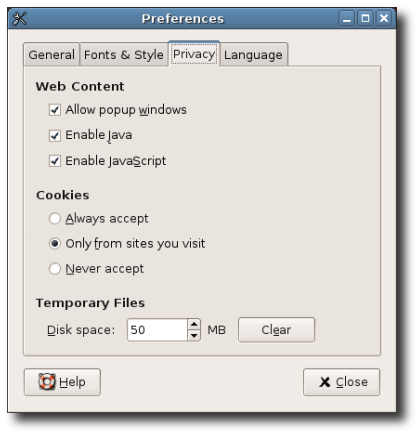 Preferences
General Fonts & Style Privacy Language
Web Content
Allow popup windows
Enable Java
Enable JavaScript
Cookies
Always accept
Only from sites you visit
Never accept
Temporary Files
Disk space: 50 MB Clear
Help Close